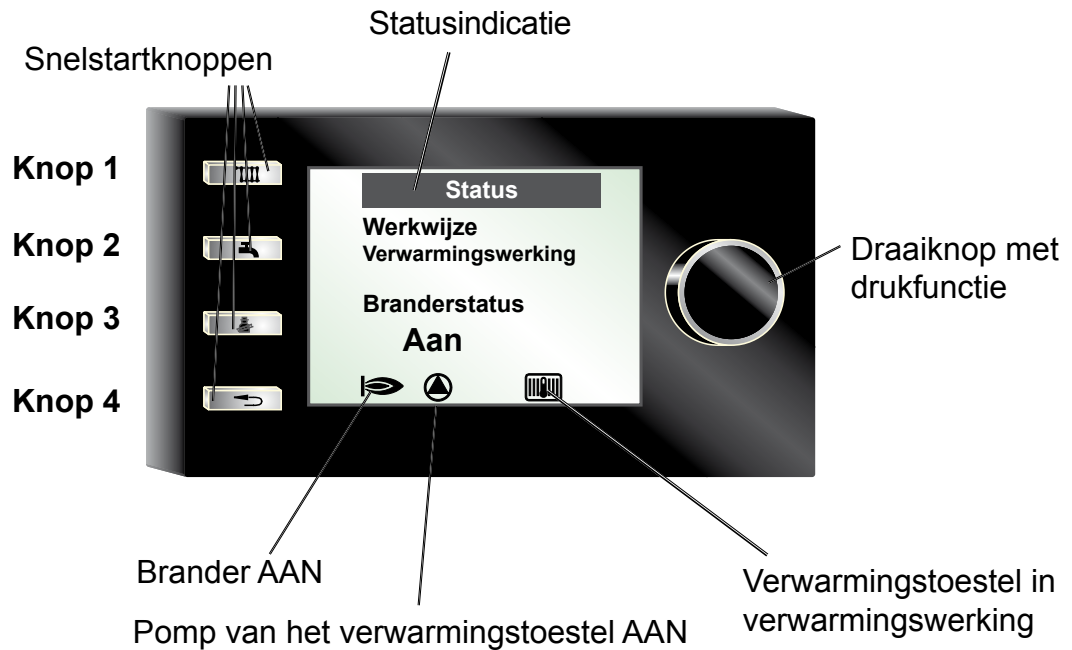 Statusindicatie
Snelstartknoppen
Knop 1
Status
Knop 2
Werkwijze
Verwarmingswerking
Draaiknop met
drukfunctie
Knop 3
Branderstatus
Aan
Knop 4
Brander AAN
Pomp van het verwarmingstoestel AAN
Verwarmingstoestel in
verwarmingswerking